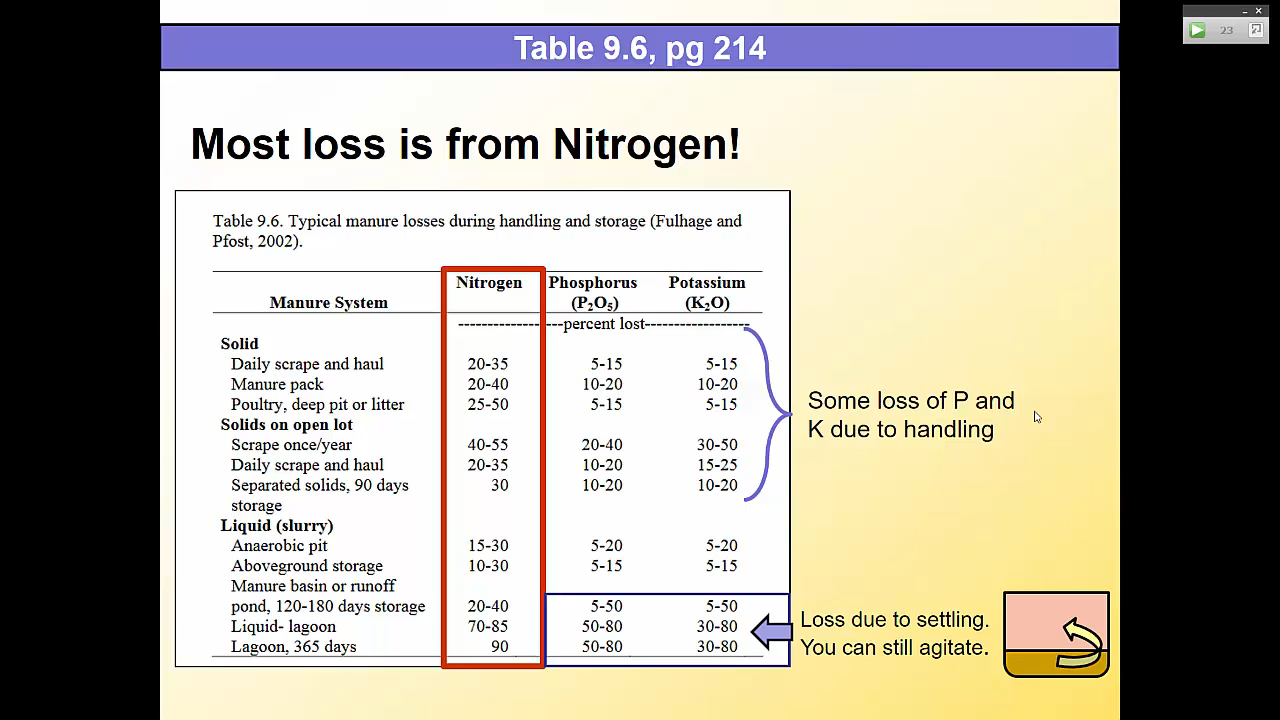 Table 9.6, pg 214
23
Most loss is from Nitrogen!
Table 9.6. Typical manure losses during handling and storage (Fulhage and
Pfost, 2002).
Manure System Nitrogen Phosphorus (P₂O₅) Potassium (K₂O)
--------------------percent lost-------------------
Solid
Daily scrape and haul 20-35 5-15 5-15
Manure pack 20-40 10-20 10-20
Poultry, deep pit or litter 25-50 5-15 5-15
Solids on open lot
Scrape once/year 40-55 20-40 30-50
Daily scrape and haul 20-35 10-20 15-25
Separated solids, 90 days 30 10-20 10-20
storage
Liquid (slurry)
Anaerobic pit 15-30 5-20 5-20
Aboveground storage 10-30 5-15 5-15
Manure basin or runoff
pond, 120-180 days storage 20-40 5-50 5-50
Liquid- lagoon 70-85 50-80 30-80
Lagoon, 365 days 90 50-80 30-80
Some loss of P and
K due to handling
Loss due to settling.
You can still agitate.